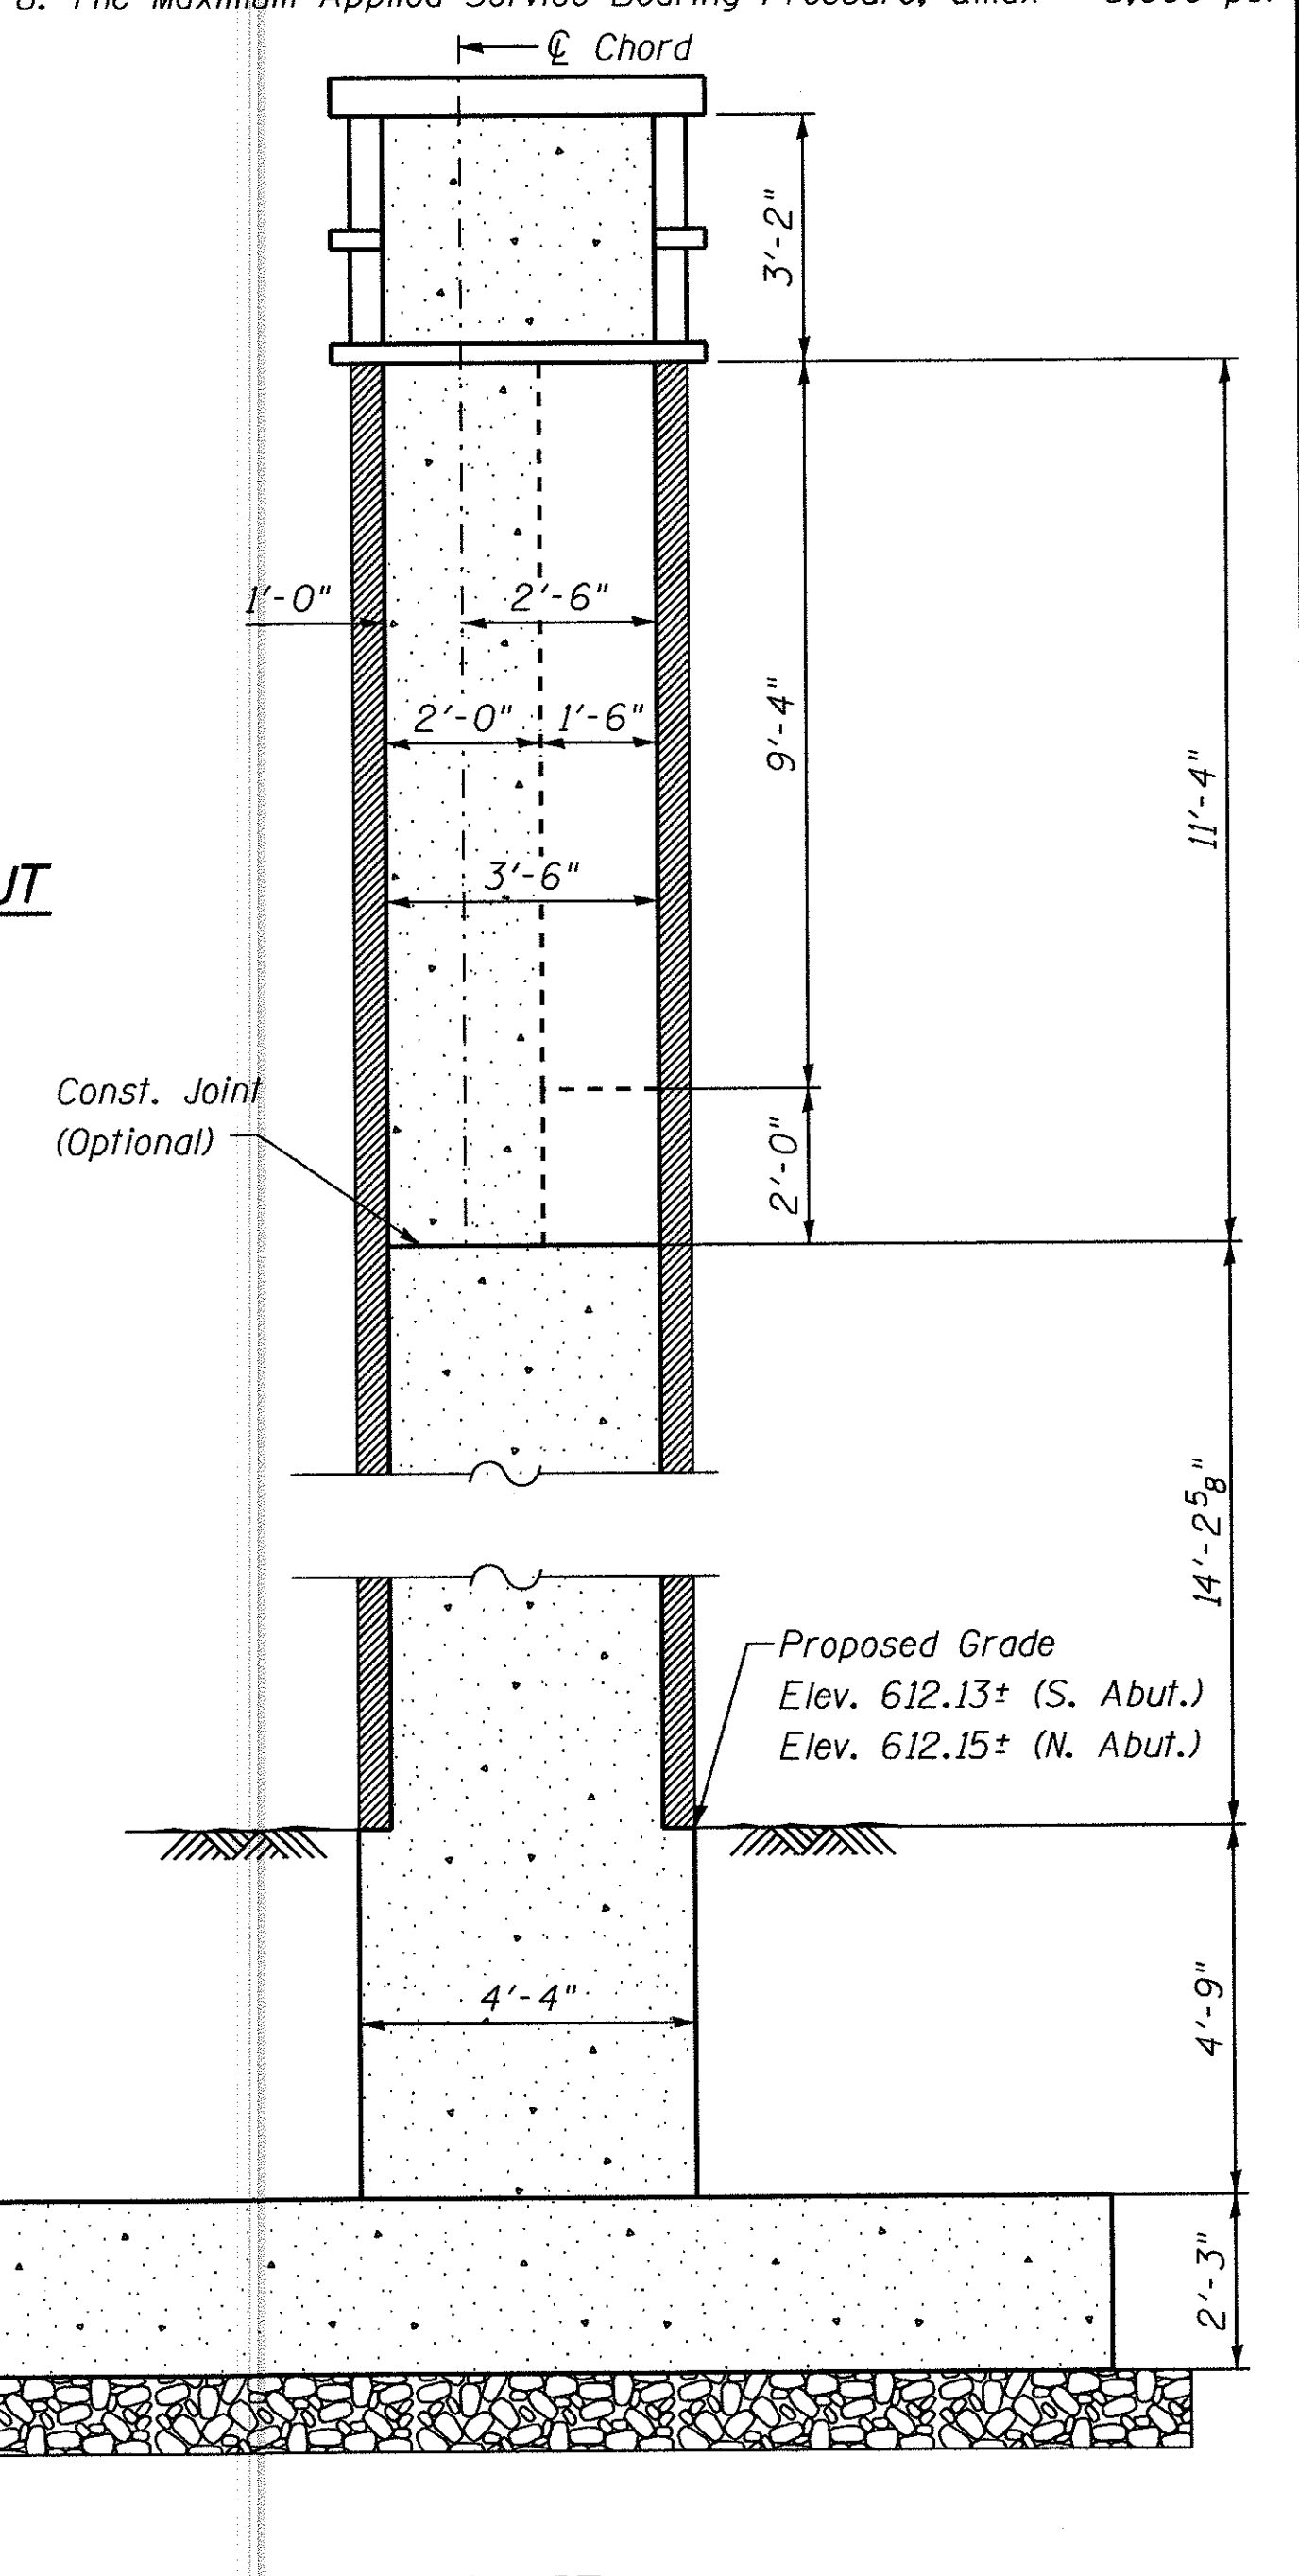 ℄ Chord
3'-2"
1'-0"
2'-6"
2'-0"
1'-6"
9'-4"
11'-4"
3'-6"
UT
Const. Joint
(Optional)
2'-0"
14'-2⅝"
Proposed Grade
Elev. 612.13± (S. Abut.)
Elev. 612.15± (N. Abut.)
4'-4"
4'-9"
2'-3"